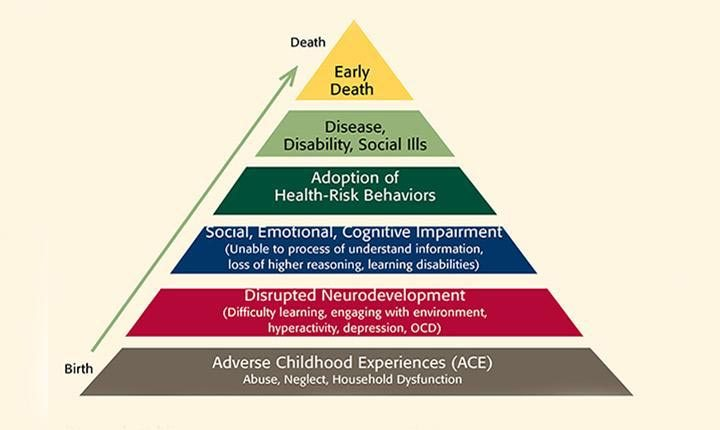 Death
Early
Death
Disease,
Disability, Social Ills
Adoption of
Health-Risk Behaviors
Social, Emotional, Cognitive Impairment
(Unable to process of understand information,
loss of higher reasoning, learning disabilities)
Disrupted Neurodevelopment
(Difficulty learning, engaging with environment,
hyperactivity, depression, OCD)
Birth
Adverse Childhood Experiences (ACE)
Abuse, Neglect, Household Dysfunction